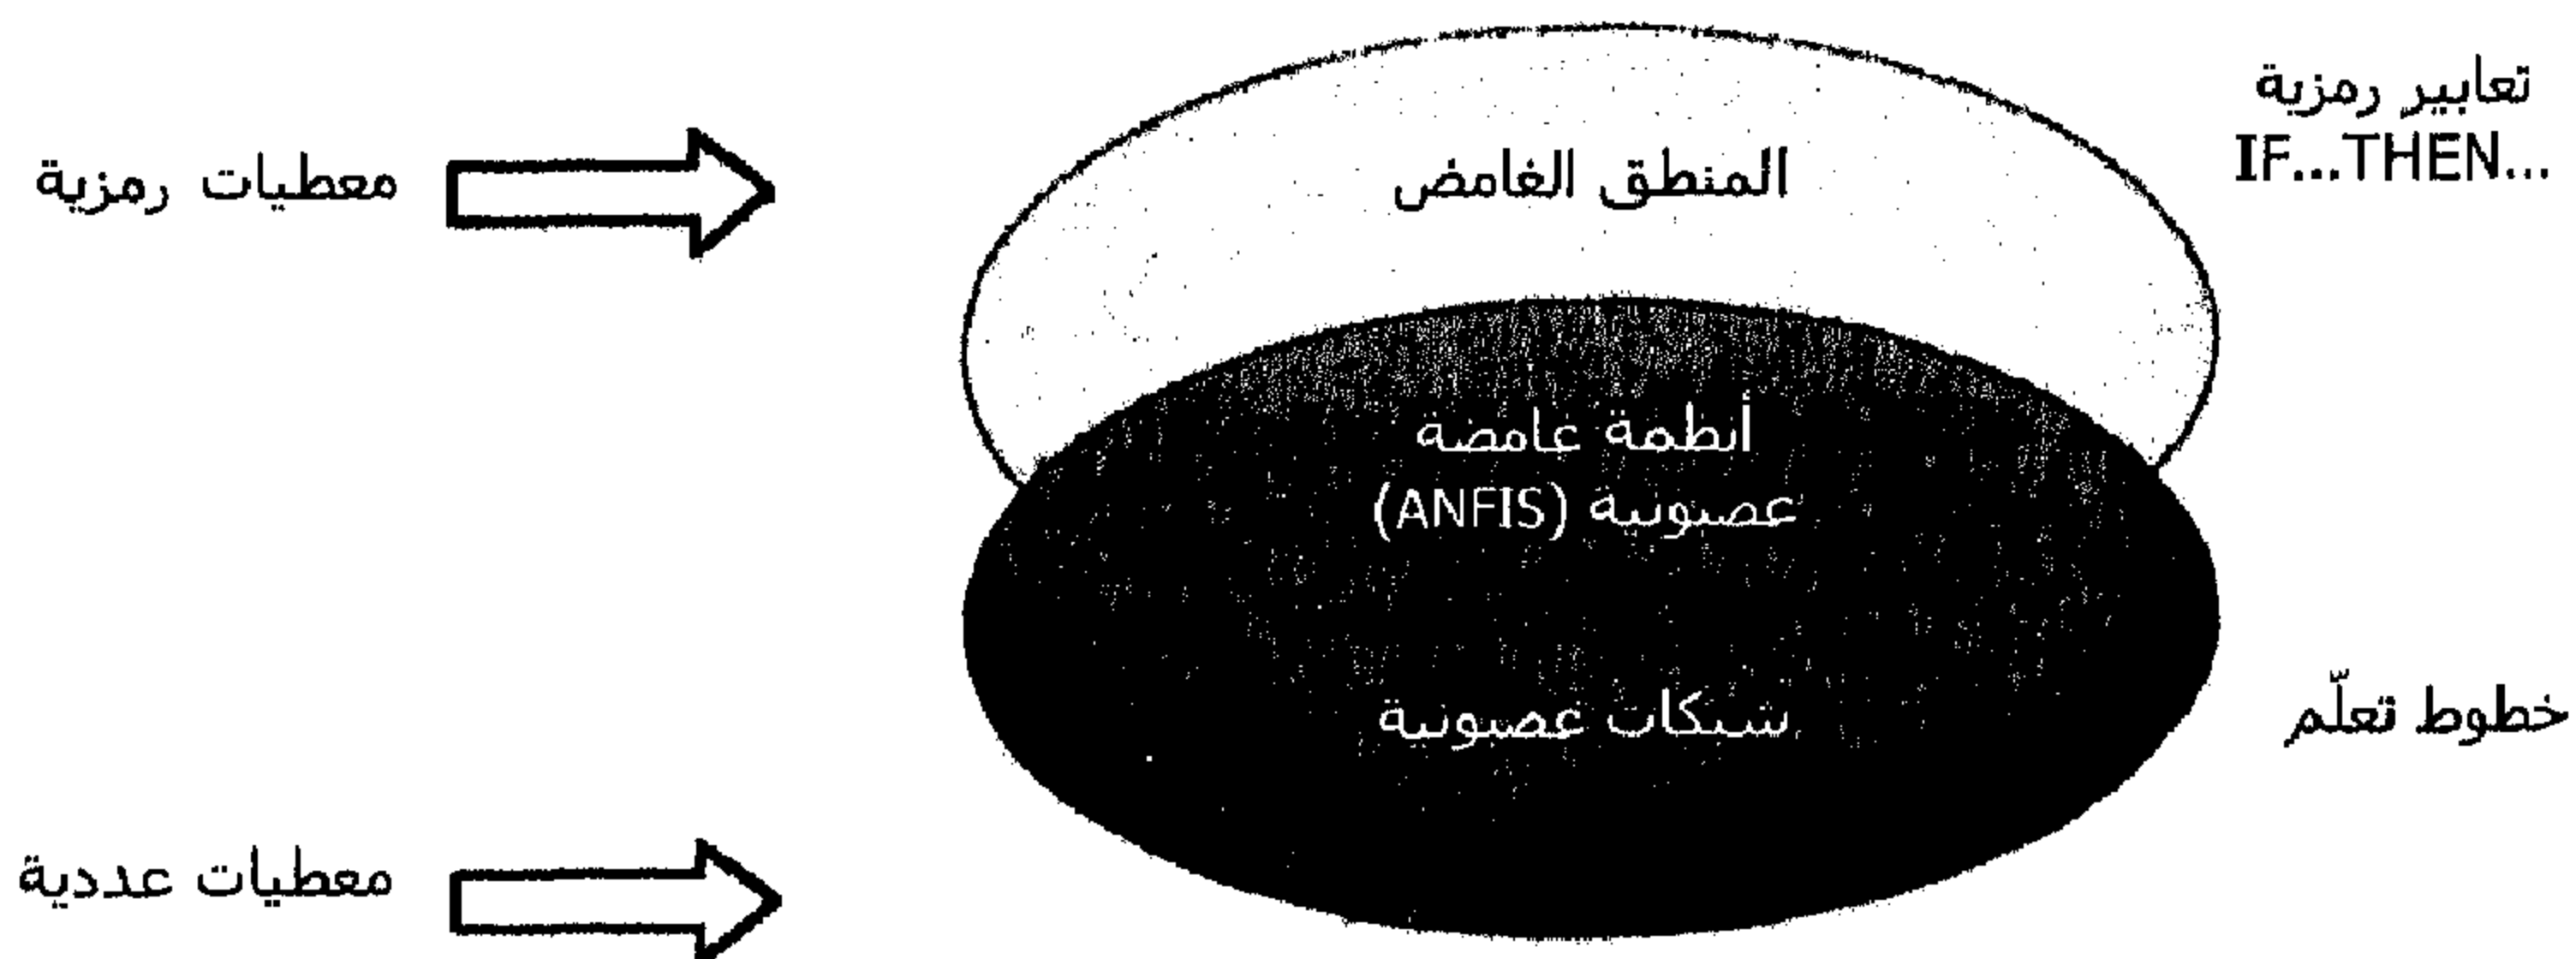 تعابير رمزية
IF...THEN...
المنطق الغامض
معطيات رمزية
أنظمة غامضة
عصبونية (ANFIS)
شبكات عصبونية
خطوط تعلّم
معطيات عددية